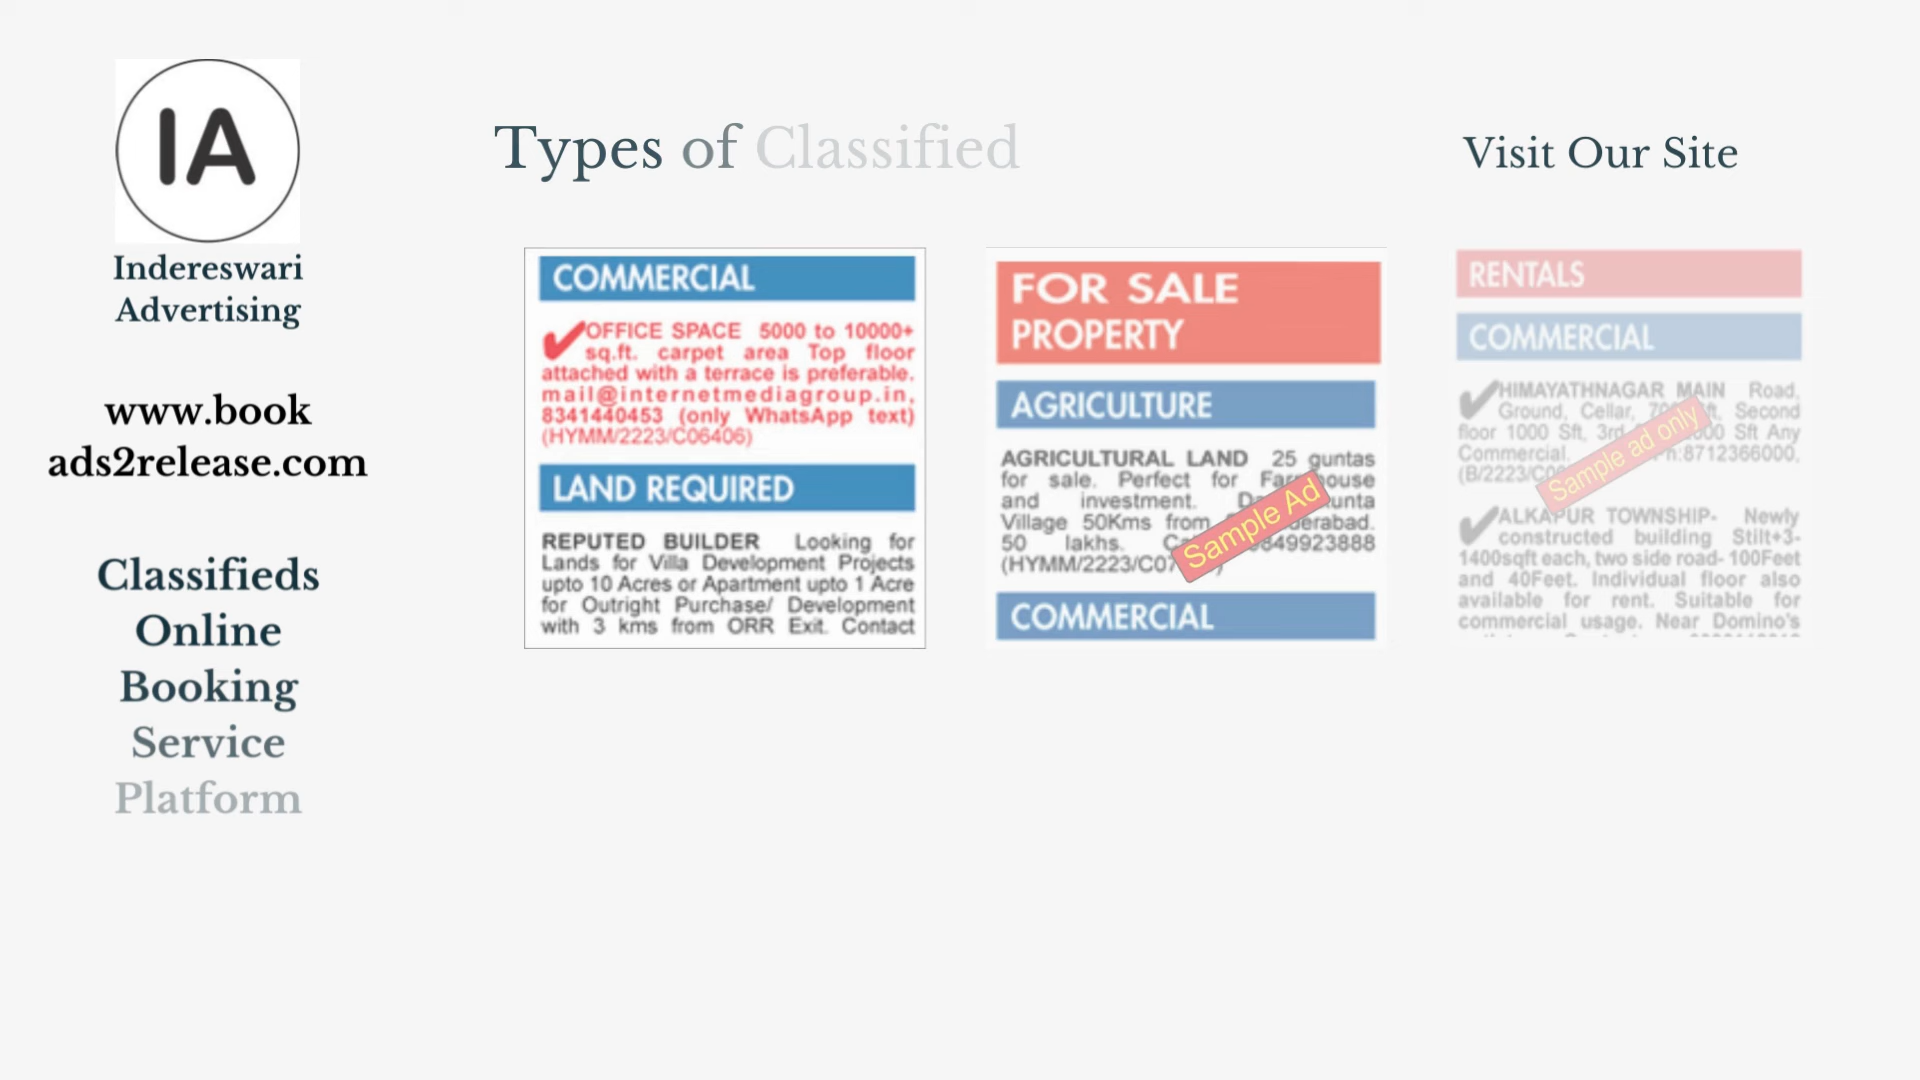 IA
Indereswari
Advertising
www.book
ads2release.com
Classifieds
Online
Booking
Service
Platform
Types of Classified
Visit Our Site
COMMERCIAL
OFFICE SPACE 5000 to 10000+
sq.ft. carpet area Top floor
attached with a terrace is preferable.
mail@internetmediagroup.in,
8341440453 (only WhatsApp text)
(HYMM/2223/C06406)
LAND REQUIRED
REPUTED BUILDER Looking for
Lands for Villa Development Projects
upto 10 Acres or Apartment upto 1 Acre
for Outright Purchase/ Development
with 3 kms from ORR Exit. Contact
FOR SALE
PROPERTY
AGRICULTURE
AGRICULTURAL LAND 25 guntas
for sale. Perfect for
and investment.
Village 50Kms from
50 lakhs. 9849923888
(HYMM/2223/
Sample Ad
COMMERCIAL
RENTALS
COMMERCIAL
HIMAYATHNAGAR MAIN Road,
Ground, Cellar, Second
floor 1000 Sft, 3rd Sft Any
Commercial. 8712366000,
(B/2223/
Sample ad only
ALKAPUR TOWNSHIP- Newly
constructed building Stilt+3-
1400sqft each, two side road- 100Feet
and 40Feet. Individual floor also
available for rent. Suitable for
commercial usage. Near Domino's